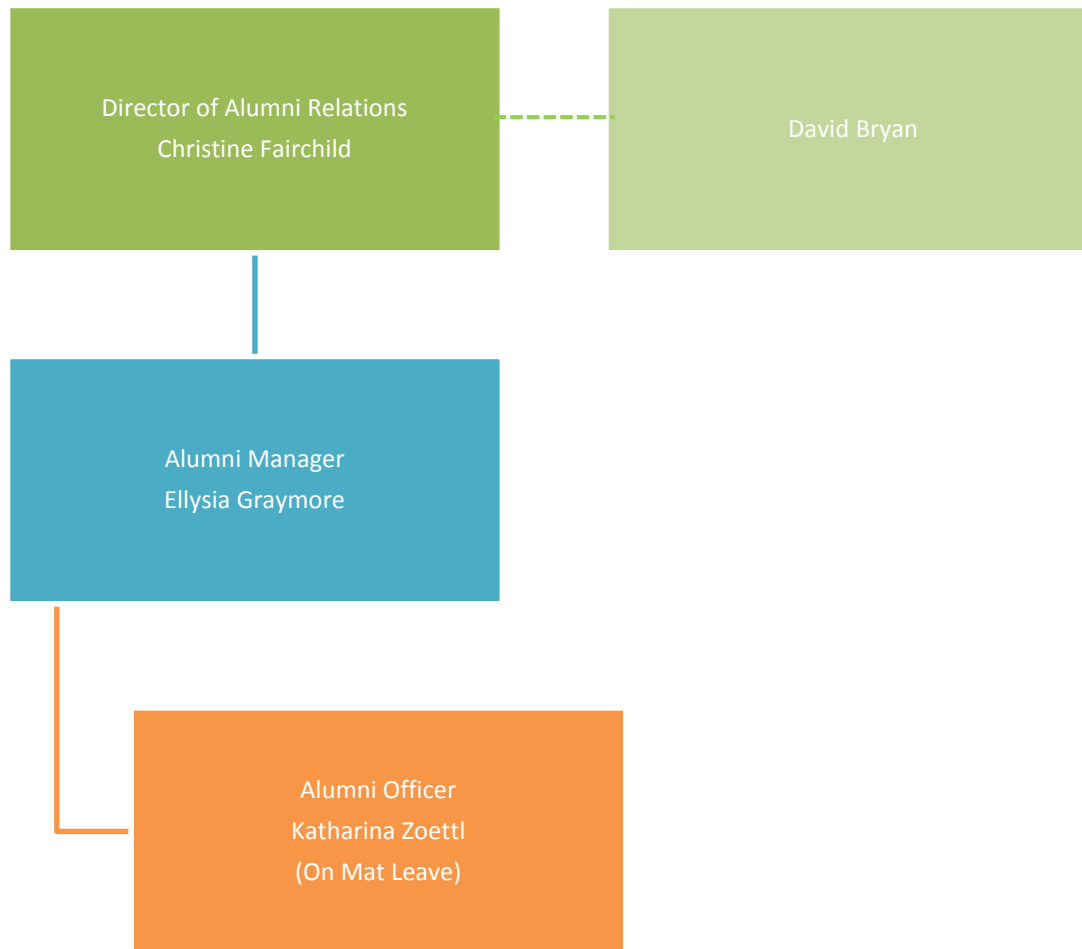 Director of Alumni Relations
Christine Fairchild
David Bryan
Alumni Manager
Ellysia Graymore
Alumni Officer
Katharina Zoettl
(On Mat Leave)